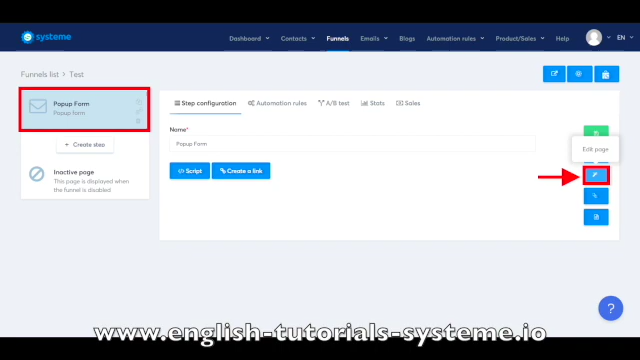 systeme
Dashboard Contacts Funnels Emails Blogs Automation rules Product/Sales Help EN
Funnels list > Test
Popup Form
Popup form
+ Create step
Inactive page
This page is displayed when
the funnel is disabled
Step configuration Automation rules A/B test Stats Sales
Name*
Popup Form
</> Script Create a link
Edit page
?
www.english-tutorials-systeme.io